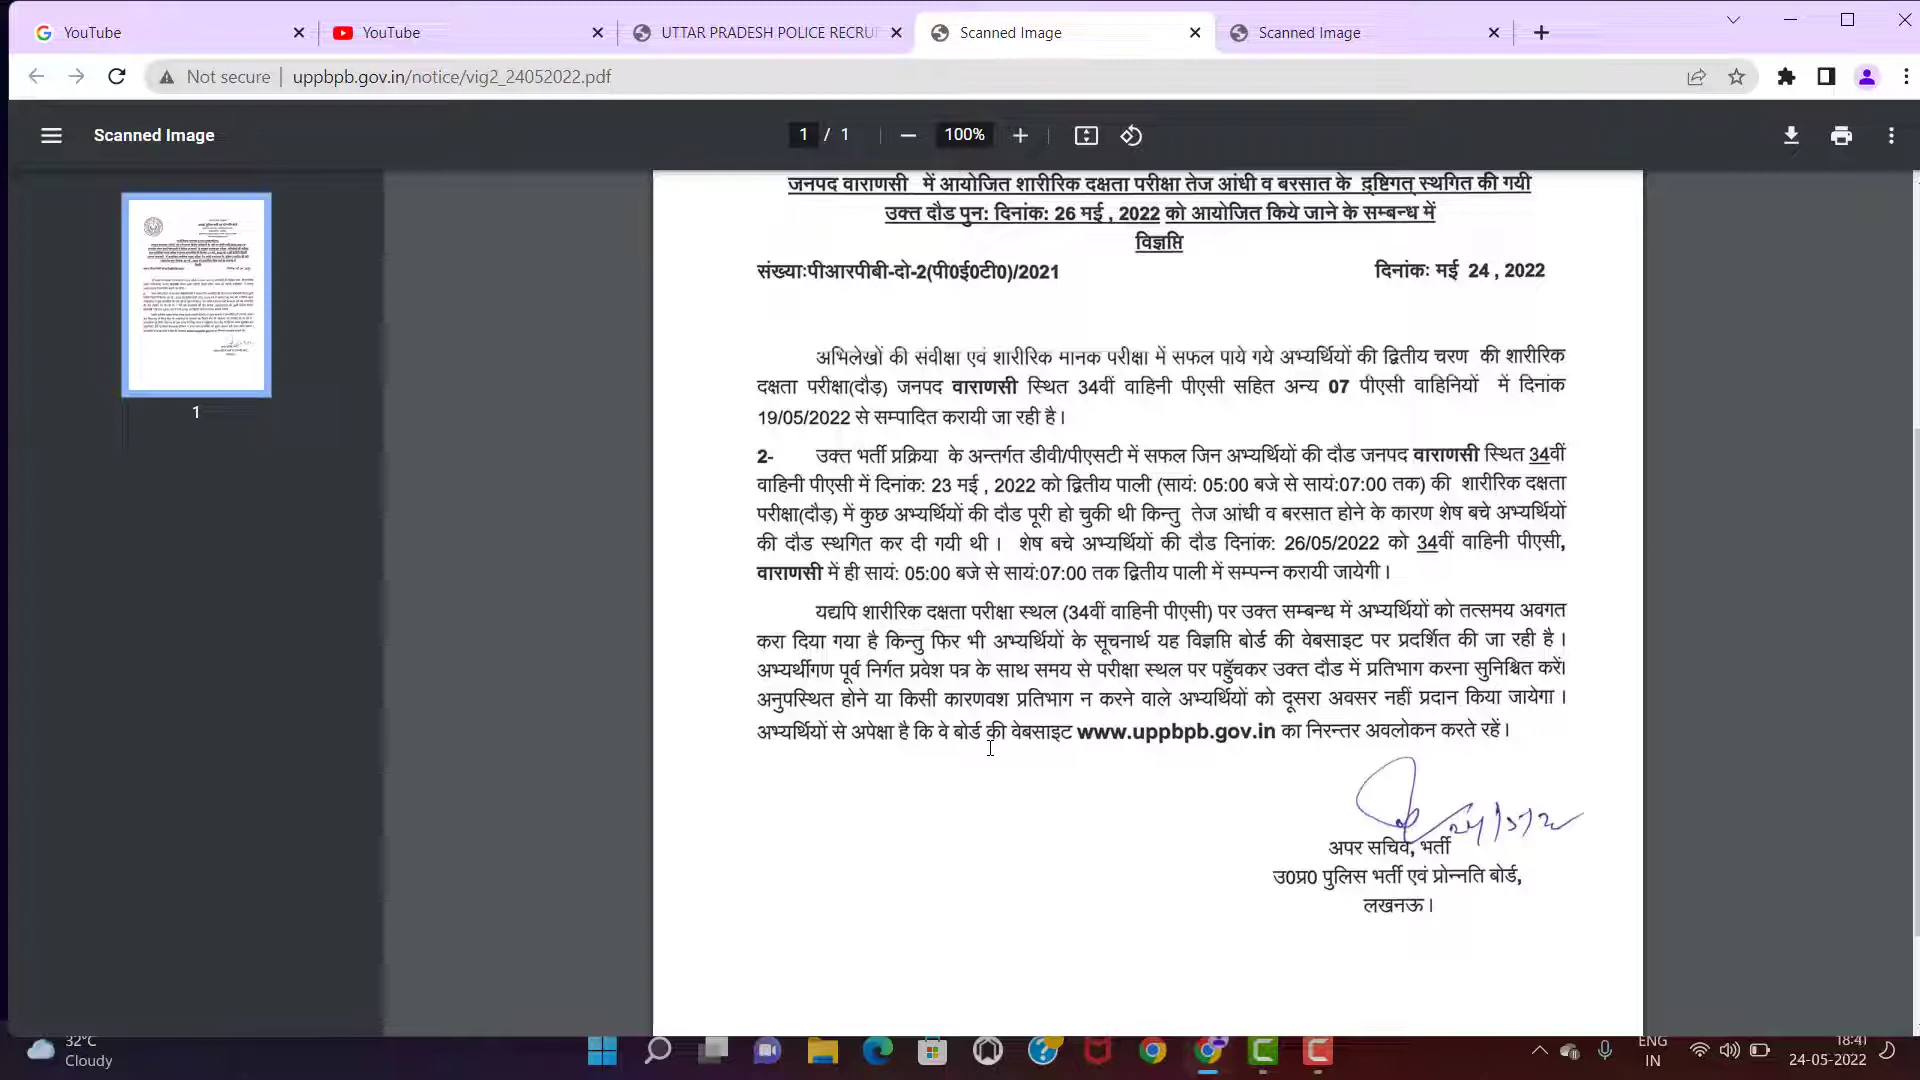 YouTube
YouTube
UTTAR PRADESH POLICE RECRU
Scanned Image
Scanned Image
Not secure | uppbpb.gov.in/notice/vig2_24052022.pdf
Scanned Image
1 / 1
100%
1
जनपद वाराणसी में आयोजित शारीरिक दक्षता परीक्षा तेज आंधी व बरसात के द्रष्टिगत् स्थगित की गयी
उक्त दौड पुन: दिनांक: 26 मई , 2022 को आयोजित किये जाने के सम्बन्ध में
विज्ञप्ति
संख्या:पीआरपीबी-दो-2(पी0ई0टी0)/2021
दिनांक: मई 24 , 2022
अभिलेखों की संवीक्षा एवं शारीरिक मानक परीक्षा में सफल पाये गये अभ्यर्थियों की द्वितीय चरण की शारीरिक
दक्षता परीक्षा(दौड़) जनपद वाराणसी स्थित 34वीं वाहिनी पीएसी सहित अन्य 07 पीएसी वाहिनियों में दिनांक
19/05/2022 से सम्पादित करायी जा रही है।
2- उक्त भर्ती प्रक्रिया के अन्तर्गत डीवी/पीएसटी में सफल जिन अभ्यर्थियों की दौड जनपद वाराणसी स्थित 34वीं
वाहिनी पीएसी में दिनांक: 23 मई , 2022 को द्वितीय पाली (सायं: 05:00 बजे से सायं:07:00 तक) की शारीरिक दक्षता
परीक्षा(दौड़) में कुछ अभ्यर्थियों की दौड पूरी हो चुकी थी किन्तु तेज आंधी व बरसात होने के कारण शेष बचे अभ्यर्थियों
की दौड स्थगित कर दी गयी थी । शेष बचे अभ्यर्थियों की दौड दिनांक: 26/05/2022 को 34वीं वाहिनी पीएसी,
वाराणसी में ही सायं: 05:00 बजे से सायं:07:00 तक द्वितीय पाली में सम्पन्न करायी जायेगी ।
यद्यपि शारीरिक दक्षता परीक्षा स्थल (34वीं वाहिनी पीएसी) पर उक्त सम्बन्ध में अभ्यर्थियों को तत्समय अवगत
करा दिया गया है किन्तु फिर भी अभ्यर्थियों के सूचनार्थ यह विज्ञप्ति बोर्ड की वेबसाइट पर प्रदर्शित की जा रही है ।
अभ्यर्थीगण पूर्व निर्गत प्रवेश पत्र के साथ समय से परीक्षा स्थल पर पहुँचकर उक्त दौड में प्रतिभाग करना सुनिश्चित करें।
अनुपस्थित होने या किसी कारणवश प्रतिभाग न करने वाले अभ्यर्थियों को दूसरा अवसर नहीं प्रदान किया जायेगा ।
अभ्यर्थियों से अपेक्षा है कि वे बोर्ड की वेबसाइट www.uppbpb.gov.in का निरन्तर अवलोकन करते रहें।
अपर सचिव, भर्ती
उ0प्र0 पुलिस भर्ती एवं प्रोन्नति बोर्ड,
लखनऊ ।
32°C
Cloudy
ENG
IN
18:41
24-05-2022